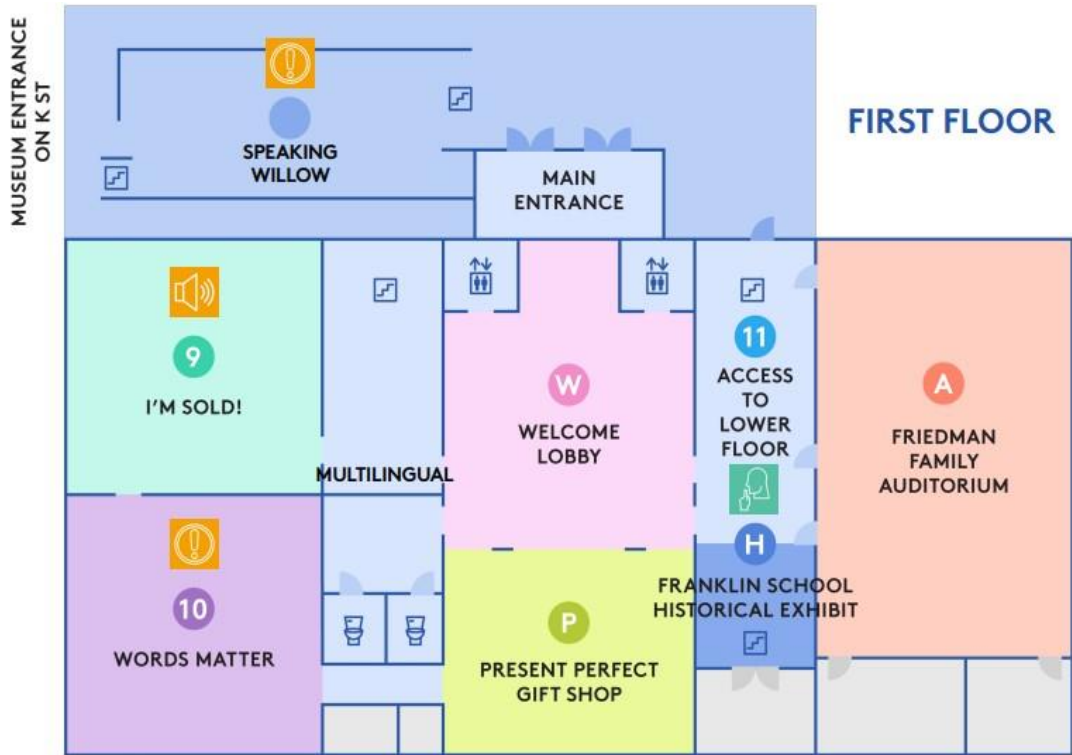 MUSEUM ENTRANCE
ON K ST
FIRST FLOOR
SPEAKING
WILLOW
MAIN
ENTRANCE
9
I'M SOLD!
MULTILINGUAL
W
WELCOME
LOBBY
11
ACCESS
TO
LOWER
FLOOR
A
FRIEDMAN
FAMILY
AUDITORIUM
10
WORDS MATTER
P
PRESENT PERFECT
GIFT SHOP
H
FRANKLIN SCHOOL
HISTORICAL EXHIBIT